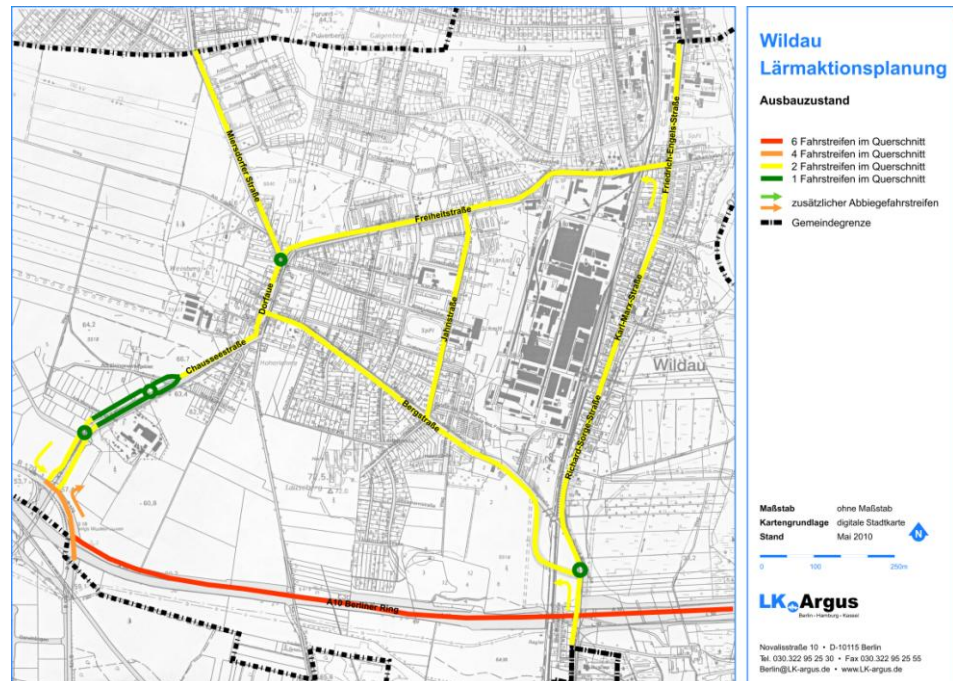 Miersdorfer Straße
Friedrich-Engels-Straße
Freiheitstraße
Dorfaue
Jahnstraße
Karl-Marx-Straße
Chausseestraße
Wildau
Bergstraße
Richard-Sorge-Straße
A10 Berliner Ring
Wildau
Lärmaktionsplanung
Ausbauzustand
6 Fahrstreifen im Querschnitt
4 Fahrstreifen im Querschnitt
2 Fahrstreifen im Querschnitt
1 Fahrstreifen im Querschnitt
zusätzlicher Abbiegefahrstreifen
Gemeindegrenze
Maßstab ohne Maßstab
Kartengrundlage digitale Stadtkarte
Stand Mai 2010
N
0 100 250m
LK Argus
Berlin - Hamburg - Kassel
Novalisstraße 10 • D-10115 Berlin
Tel. 030.322 95 25 30 • Fax 030.322 95 25 55
Berlin@LK-argus.de • www.LK-argus.de